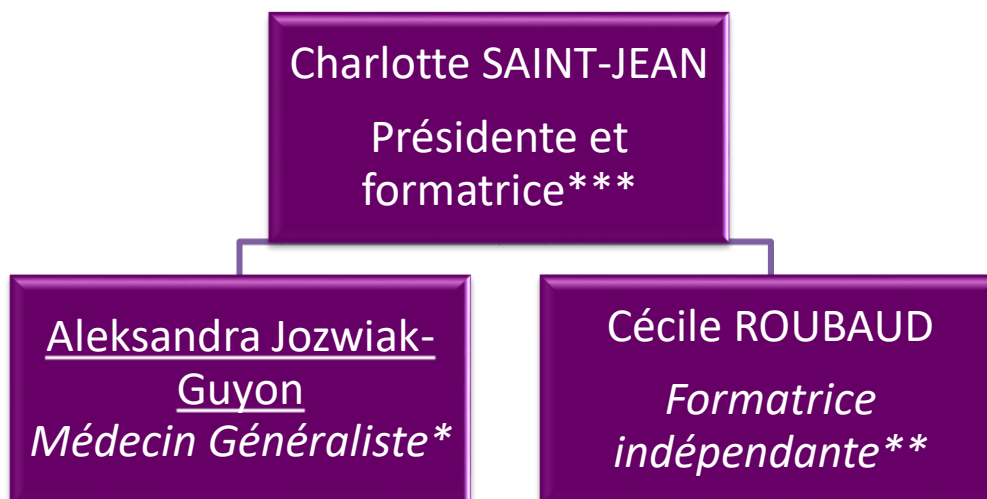 Charlotte SAINT-JEAN
Présidente et
formatrice***
Aleksandra Jozwiak-
Guyon
Médecin Généraliste*
Cécile ROUBAUD
Formatrice
indépendante**